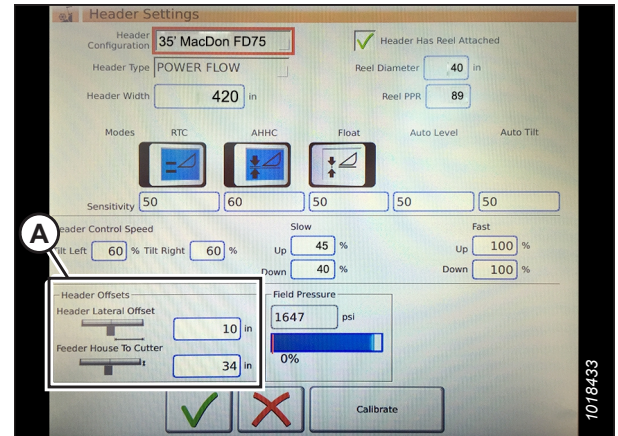 Header Settings
Header Configuration 35' MacDon FD75 Header Has Reel Attached
Header Type POWER FLOW Reel Diameter 40 in
Header Width 420 in Reel PPR 89
Modes RTC AHHC Float Auto Level Auto Tilt
Sensitivity 50 60 50 50 50
A
eader Control Speed Slow Fast
Tilt Left 60 % Tilt Right 60 % Up 45 % Up 100 %
Down 40 % Down 100 %
Header Offsets Field Pressure
Header Lateral Offset 1647 psi
10 in
Feeder House To Cutter 0%
34 in
Calibrate
1018433